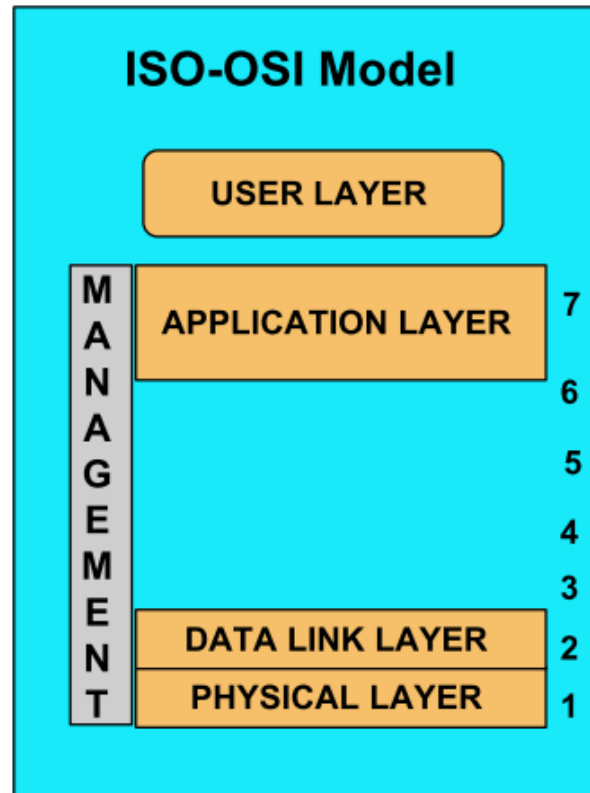 ISO-OSI Model
USER LAYER
MANAGEMENT
APPLICATION LAYER
7
6
5
4
3
DATA LINK LAYER
2
PHYSICAL LAYER
1